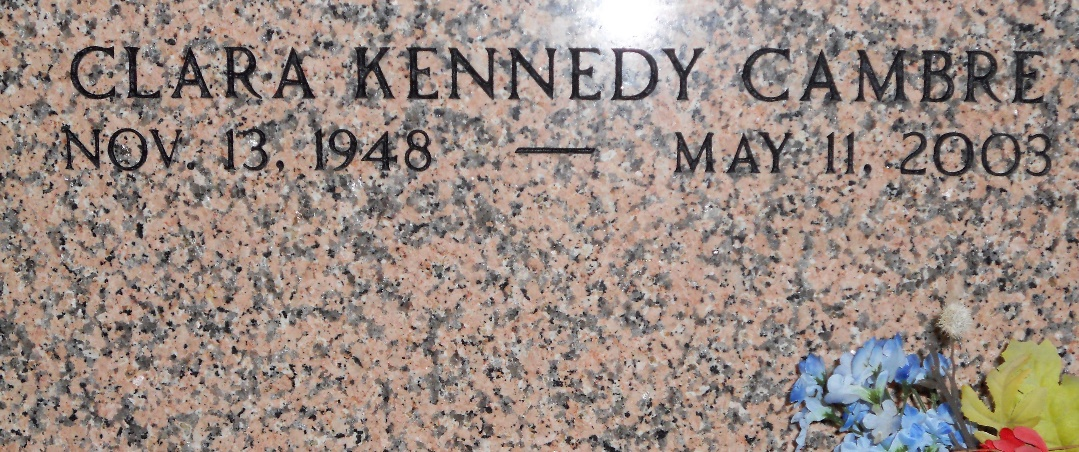 CLARA KENNEDY CAMBRE
NOV. 13, 1948 — MAY 11, 2003